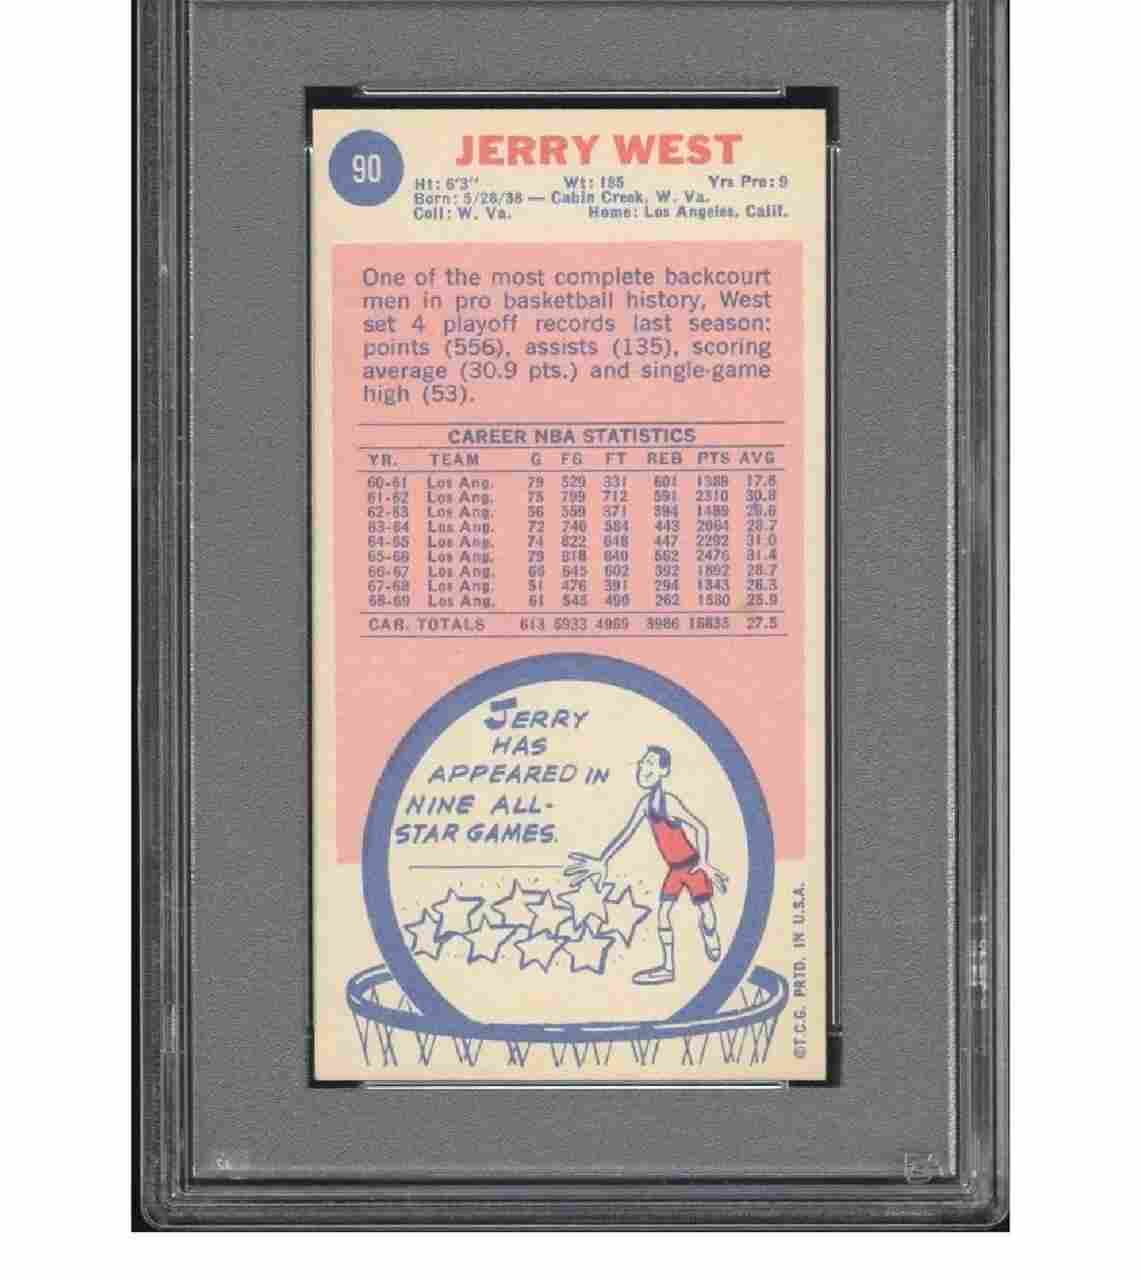 90
JERRY WEST
Ht: 6'3" Wt: 185 Yrs Pro: 9
Born: 5/28/38 — Cabin Creek, W. Va.
Coll: W. Va. Home: Los Angeles, Calif.
One of the most complete backcourt
men in pro basketball history, West
set 4 playoff records last season:
points (556), assists (135), scoring
average (30.9 pts.) and single-game
high (53).
CAREER NBA STATISTICS
YR. TEAM G FG FT REB PTS AVG
60-61 Los Ang. 79 529 331 601 1389 17.6
61-62 Los Ang. 75 799 712 591 2310 30.8
62-63 Los Ang. 56 559 371 394 1489 26.6
63-64 Los Ang. 72 740 584 443 2064 28.7
64-65 Los Ang. 74 822 648 447 2292 31.0
65-66 Los Ang. 79 818 840 562 2476 31.4
66-67 Los Ang. 66 645 602 392 1892 28.7
67-68 Los Ang. 51 476 391 294 1343 26.3
68-69 Los Ang. 61 545 490 262 1580 25.9
CAR. TOTALS 613 5933 4969 3986 16835 27.5
JERRY
HAS
APPEARED IN
NINE ALL-
STAR GAMES.
©T.C.G. PRTD. IN U.S.A.